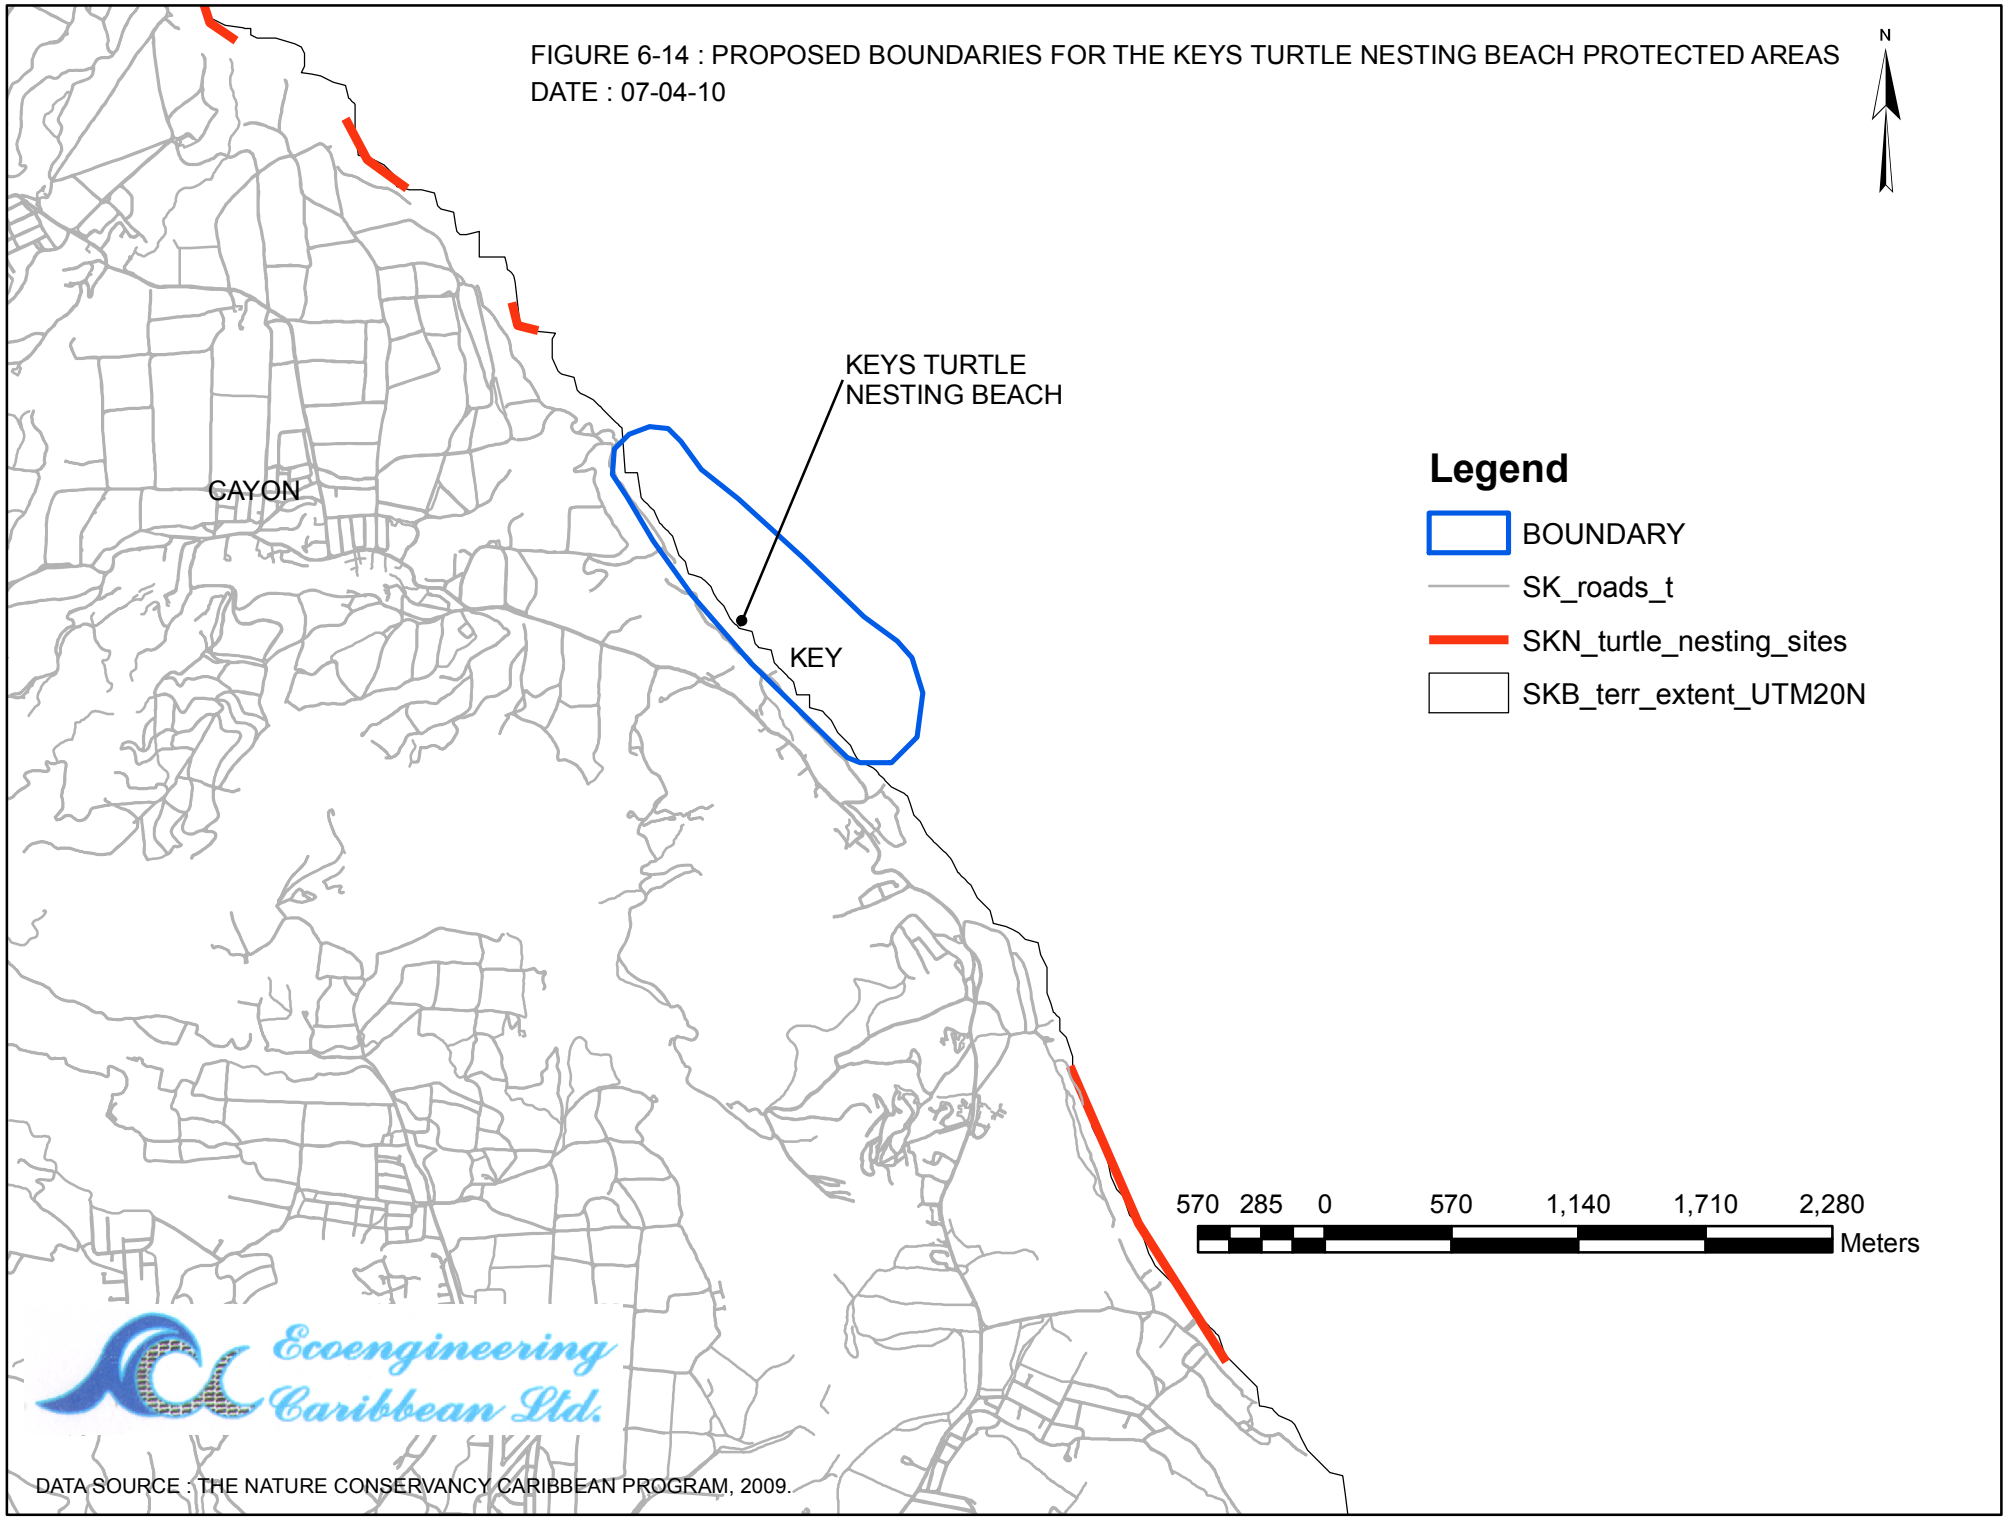 FIGURE 6-14 : PROPOSED BOUNDARIES FOR THE KEYS TURTLE NESTING BEACH PROTECTED AREAS
DATE : 07-04-10
N
KEYS TURTLE
NESTING BEACH
CAYON
KEY
Legend
BOUNDARY
SK_roads_t
SKN_turtle_nesting_sites
SKB_terr_extent_UTM20N
570 285 0 570 1,140 1,710 2,280
Meters
Ecoengineering
Caribbean Ltd.
DATA SOURCE : THE NATURE CONSERVANCY CARIBBEAN PROGRAM, 2009.